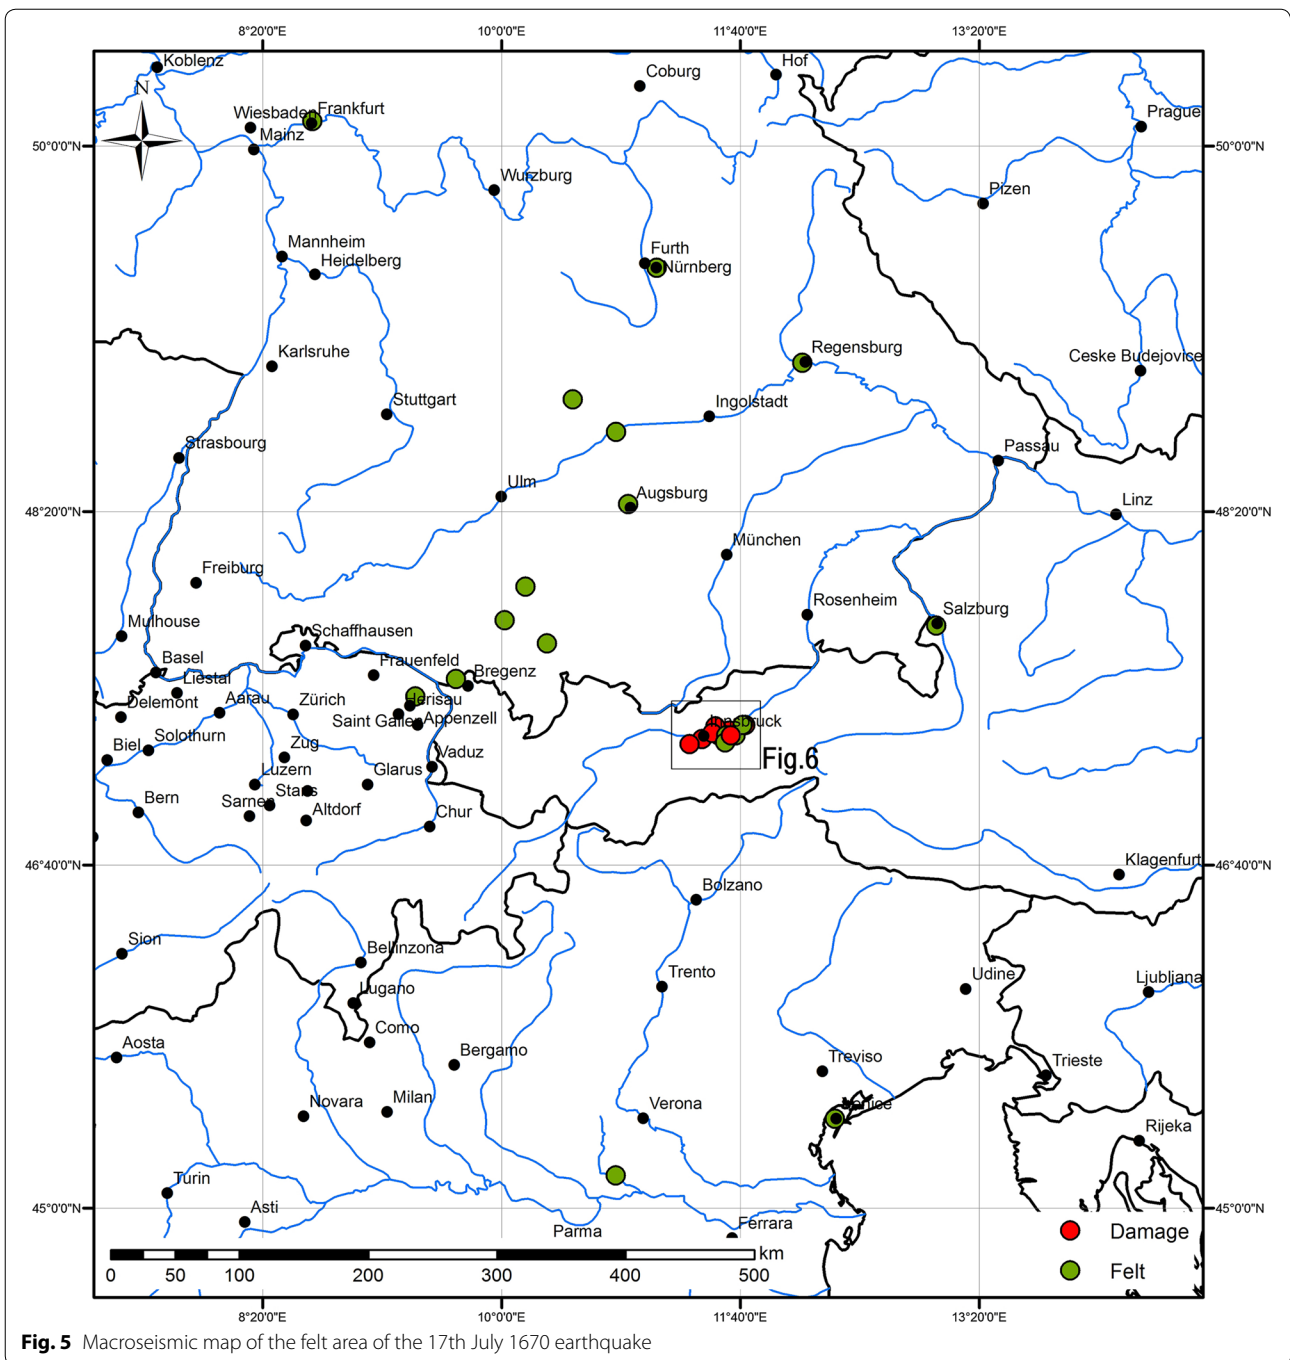 8°20'0"E
10°00'0"E
11°40'0"E
13°20'0"E
Koblenz
N
Coburg
Hof
Wiesbaden
Frankfurt
Mainz
Prague
50°0'0"N
50°0'0"N
Wurzburg
Pizen
Mannheim
Heidelberg
Furth
Nürnberg
Karlsruhe
Regensburg
Ceske Budejovice
Stuttgart
Ingolstadt
Strasbourg
Passau
Ulm
Augsburg
Linz
48°20'0"N
48°20'0"N
München
Freiburg
Rosenheim
Salzburg
Mulhouse
Schaffhausen
Basel
Frauenfeld
Bregenz
Liestal
Delemont
Aarau
Zürich
Herisau
Saint Gallen
Appenzell
Innsbruck
Solothurn
Biel
Zug
Vaduz
Fig.6
Luzern
Glarus
Stans
Sarnen
Bern
Altdorf
Chur
46°40'0"N
46°40'0"N
Klagenfurt
Bolzano
Sion
Bellinzona
Trento
Udine
Ljubljana
Lugano
Como
Aosta
Bergamo
Treviso
Trieste
Novara
Milan
Verona
Venice
Rijeka
Turin
Asti
45°0'0"N
45°0'0"N
Parma
Ferrara
Damage
km
0 50 100 200 300 400 500
Felt
8°20'0"E
10°00'0"E
11°40'0"E
13°20'0"E
Fig. 5 Macroseismic map of the felt area of the 17th July 1670 earthquake